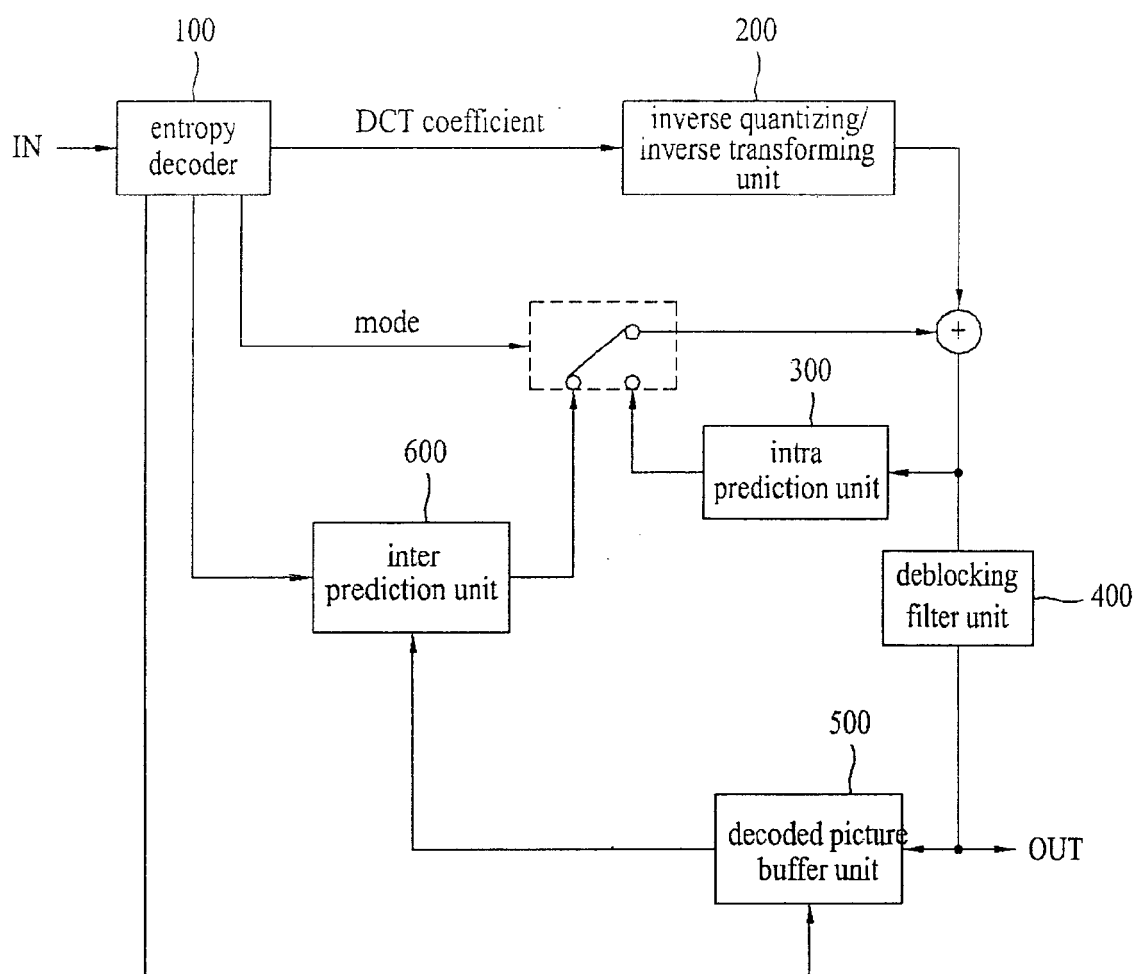 100
200
IN
entropy
decoder
DCT coefficient
inverse quantizing/
inverse transforming
unit
mode
+
300
intra
prediction unit
600
inter
prediction unit
deblocking
filter unit
400
500
decoded picture
buffer unit
OUT